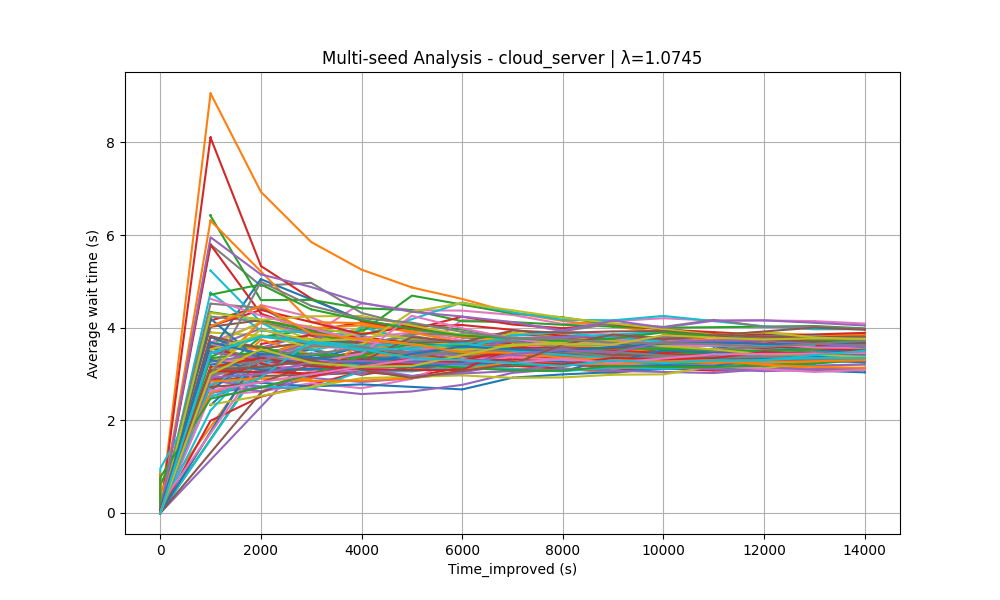 Multi-seed Analysis - cloud_server | λ=1.0745
Average wait time (s)
8
6
4
2
0
0 2000 4000 6000 8000 10000 12000 14000
Time_improved (s)